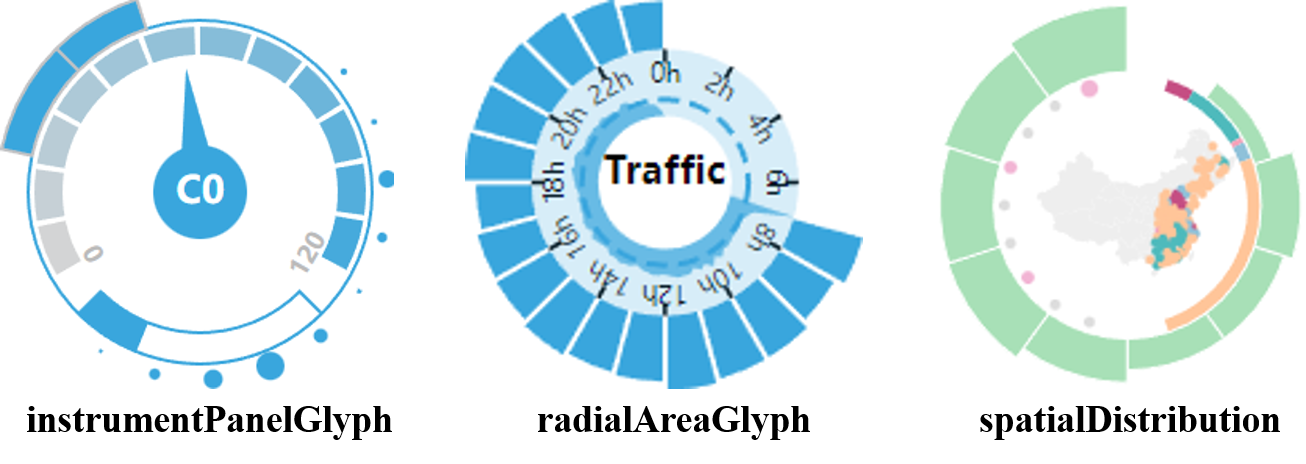 C0
0
120
0h
2h
4h
6h
8h
10h
12h
14h
16h
18h
20h
22h
Traffic
instrumentPanelGlyph
radialAreaGlyph
spatialDistribution